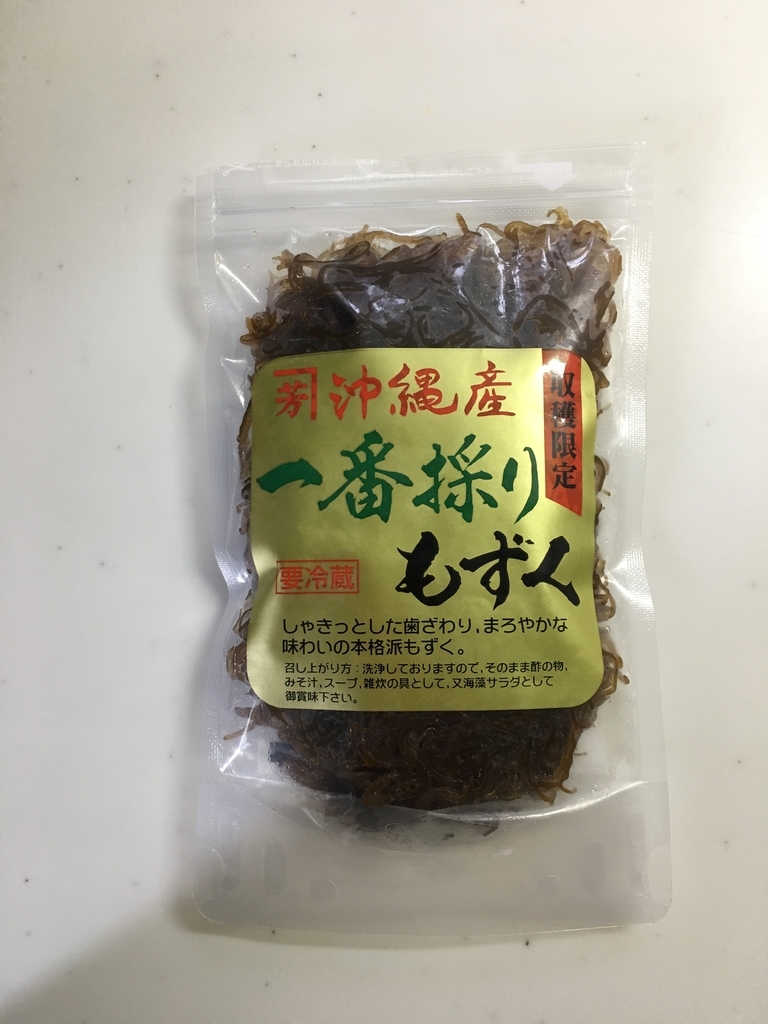 芳 沖縄産
収穫限定
一番採り
もずく
要冷蔵
しゃきっとした歯ざわり,まろやかな
味わいの本格派もずく。
召し上がり方:洗浄しておりますので,そのまま酢の物,
みそ汁,スープ,雑炊の具として,又海藻サラダとして
御賞味下さい。